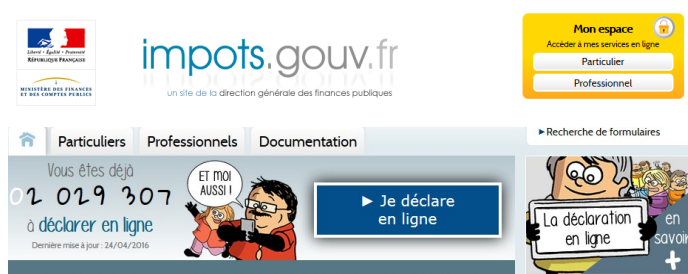 Liberté • Égalité • Fraternité
RÉPUBLIQUE FRANÇAISE
MINISTÈRE DES FINANCES
ET DES COMPTES PUBLICS
impots.gouv.fr
un site de la direction générale des finances publiques
Mon espace
Accéder à mes services en ligne
Particulier
Professionnel
Particuliers
Professionnels
Documentation
►Recherche de formulaires
Vous êtes déjà
02 029 307
à déclarer en ligne
Dernière mise à jour : 24/04/2016
ET MOI
AUSSI !
► Je déclare
en ligne
La déclaration
en ligne
en
savoir
+